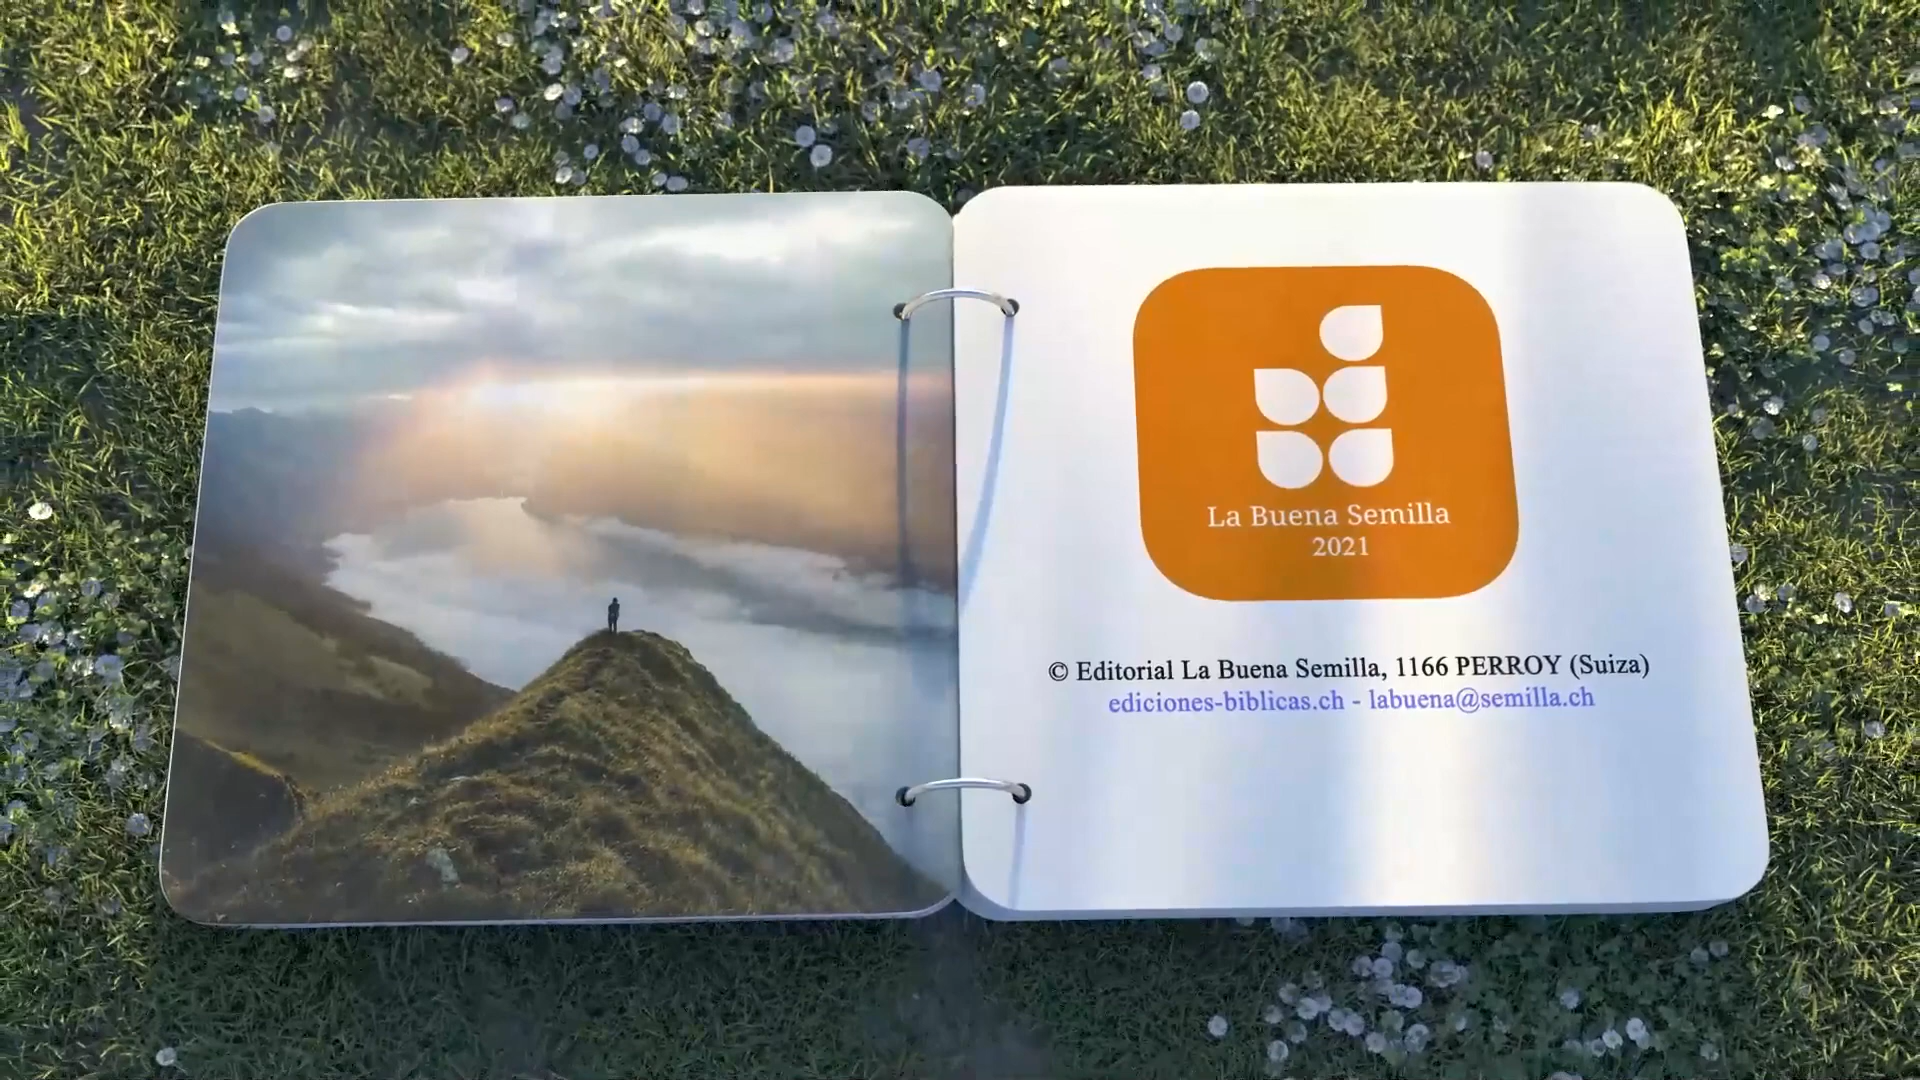 La Buena Semilla
2021
© Editorial La Buena Semilla, 1166 PERROY (Suiza)
ediciones-biblicas.ch - labuena@semilla.ch